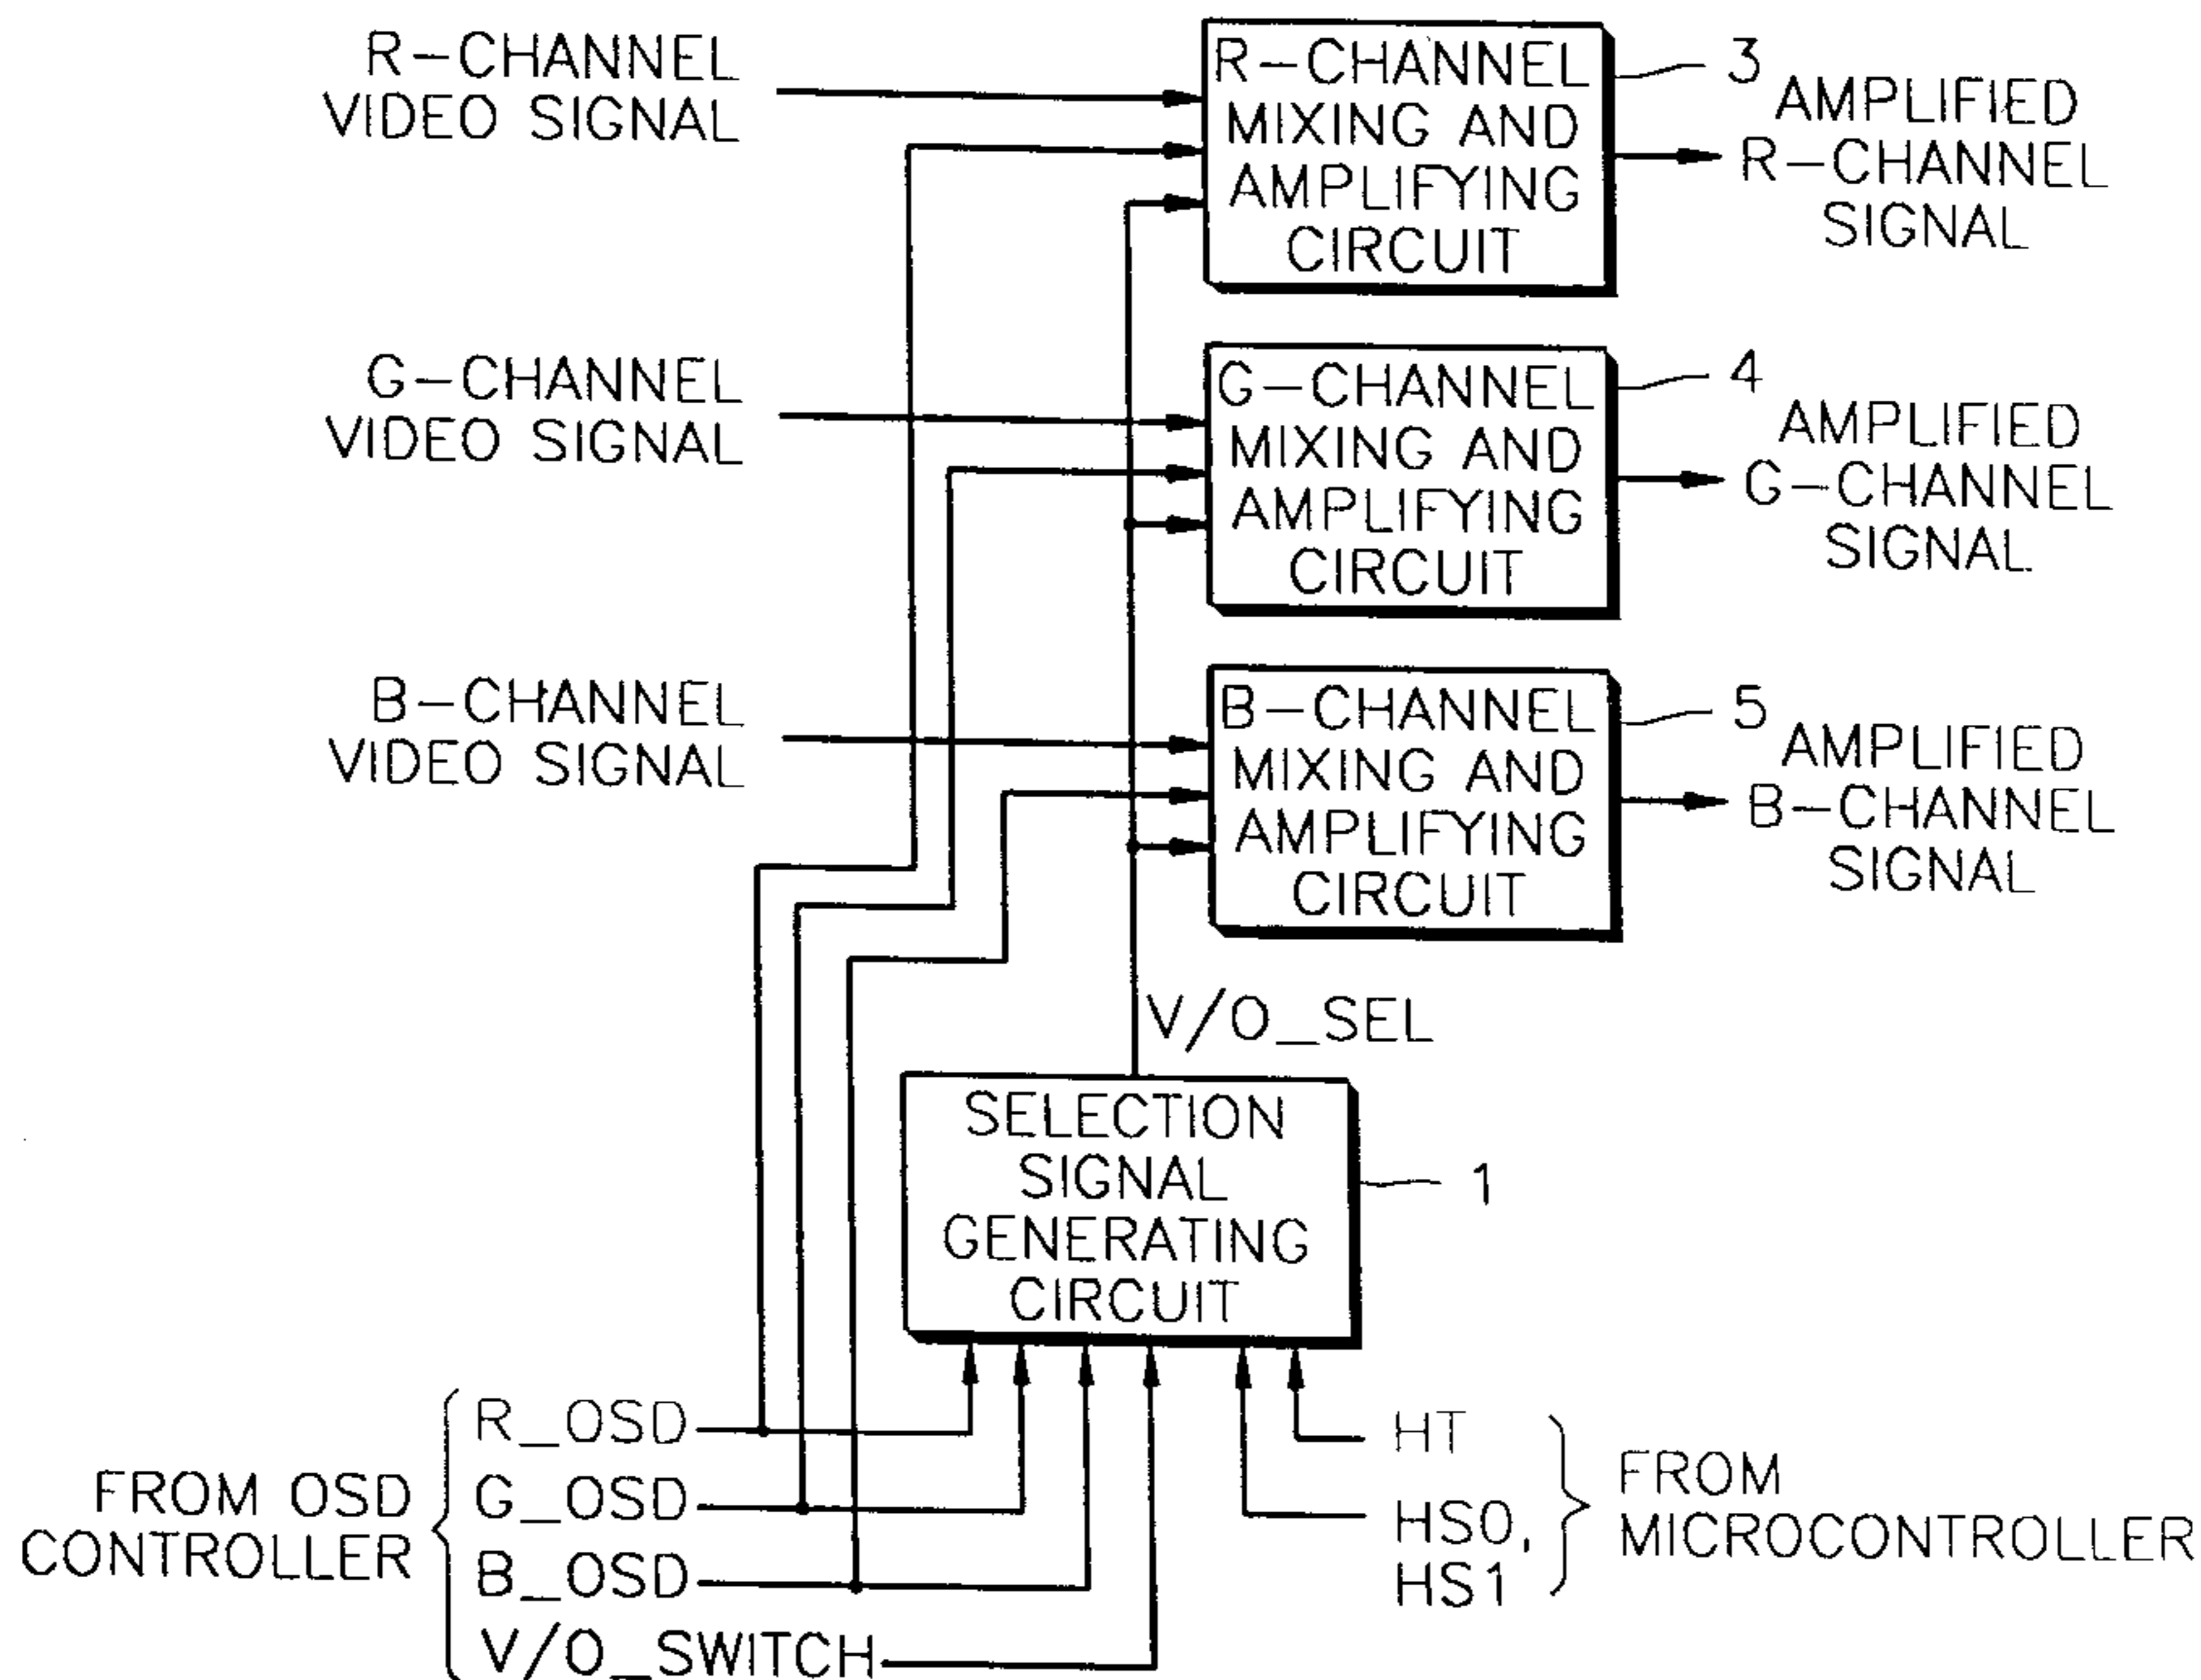 R-CHANNEL
VIDEO SIGNAL
R-CHANNEL
MIXING AND
AMPLIFYING
CIRCUIT
3
AMPLIFIED
R-CHANNEL
SIGNAL
G-CHANNEL
VIDEO SIGNAL
G-CHANNEL
MIXING AND
AMPLIFYING
CIRCUIT
4
AMPLIFIED
G-CHANNEL
SIGNAL
B-CHANNEL
VIDEO SIGNAL
B-CHANNEL
MIXING AND
AMPLIFYING
CIRCUIT
5
AMPLIFIED
B-CHANNEL
SIGNAL
V/O_SEL
SELECTION
SIGNAL
GENERATING
CIRCUIT
1
FROM OSD
CONTROLLER
R_OSD
G_OSD
B_OSD
V/O_SWITCH
HT
HS0,
HS1
FROM
MICROCONTROLLER